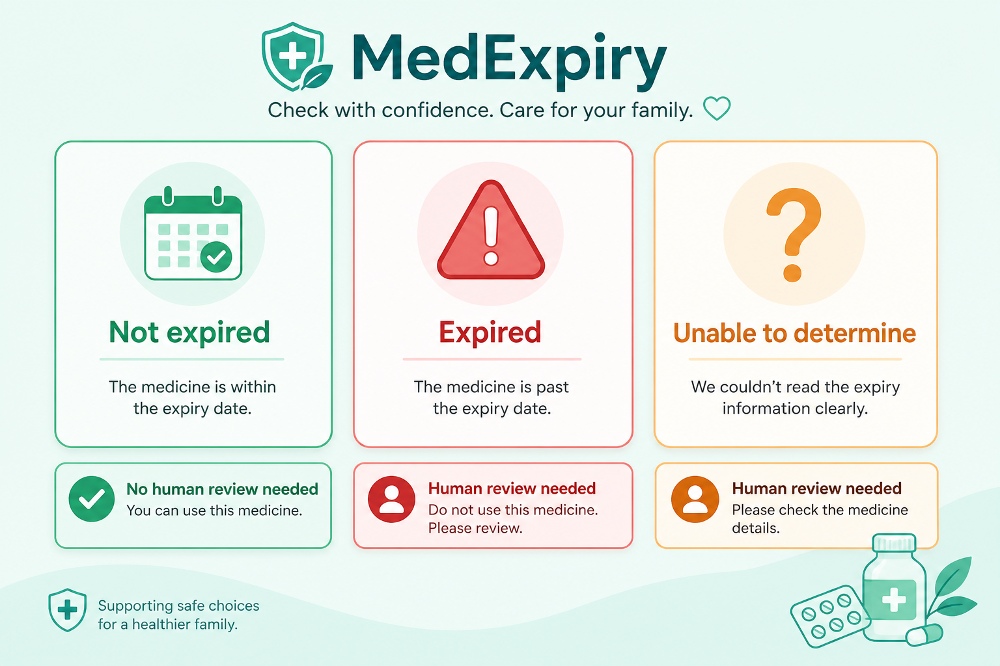 MedExpiry
Check with confidence. Care for your family.
Not expired
The medicine is within
the expiry date.
Expired
The medicine is past
the expiry date.
Unable to determine
We couldn’t read the expiry
information clearly.
No human review needed
You can use this medicine.
Human review needed
Do not use this medicine.
Please review.
Human review needed
Please check the medicine
details.
Supporting safe choices
for a healthier family.